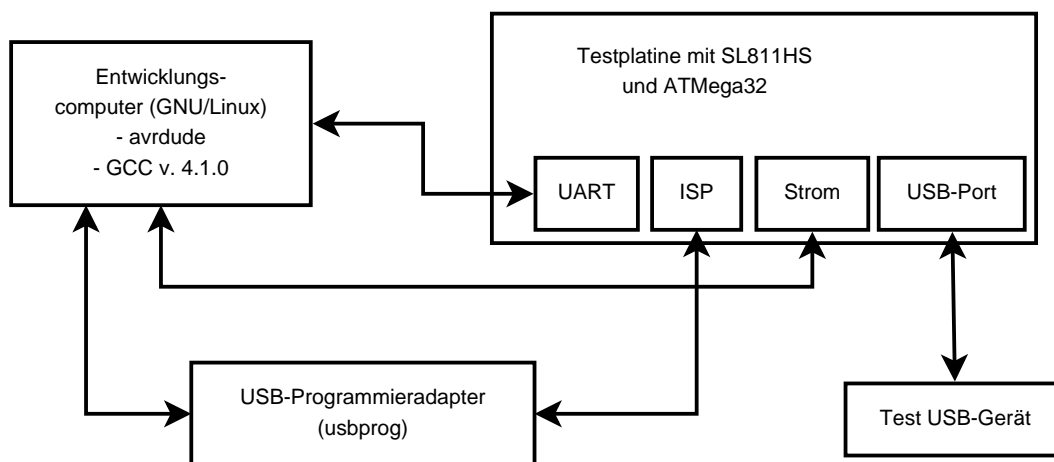 Entwicklungs-
computer (GNU/Linux)
- avrdude
- GCC v. 4.1.0
Testplatine mit SL811HS
und ATMega32
UART
ISP
Strom
USB-Port
USB-Programmieradapter
(usbprog)
Test USB-Gerät